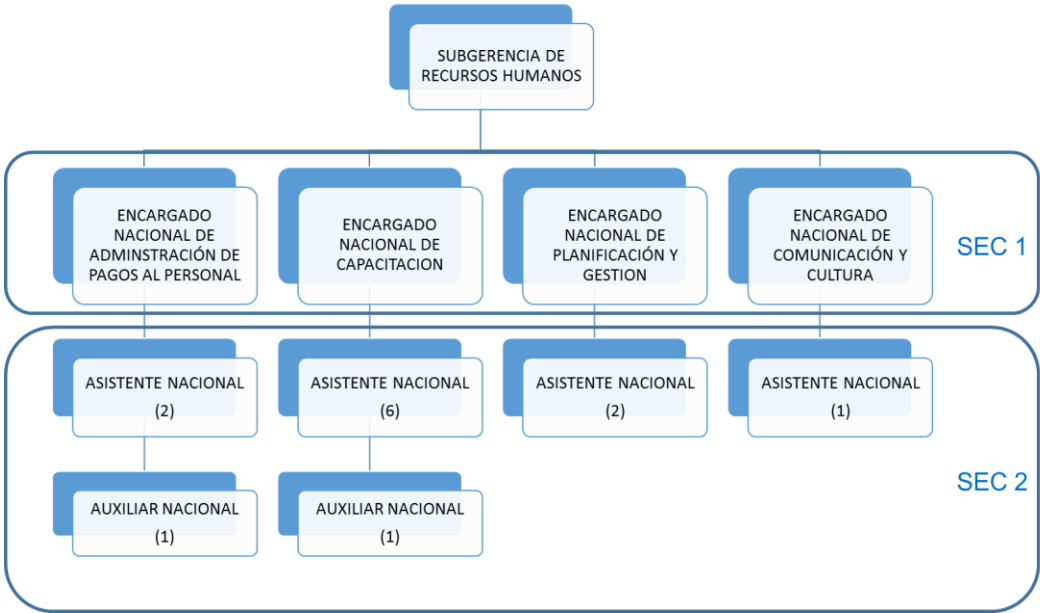 SUBGERENCIA DE
RECURSOS HUMANOS
ENCARGADO
NACIONAL DE
ADMINSTRACIÓN DE
PAGOS AL PERSONAL
ENCARGADO
NACIONAL DE
CAPACITACION
ENCARGADO
NACIONAL DE
PLANIFICACIÓN Y
GESTION
ENCARGADO
NACIONAL DE
COMUNICACIÓN Y
CULTURA
SEC 1
ASISTENTE NACIONAL
(2)
ASISTENTE NACIONAL
(6)
ASISTENTE NACIONAL
(2)
ASISTENTE NACIONAL
(1)
AUXILIAR NACIONAL
(1)
AUXILIAR NACIONAL
(1)
SEC 2